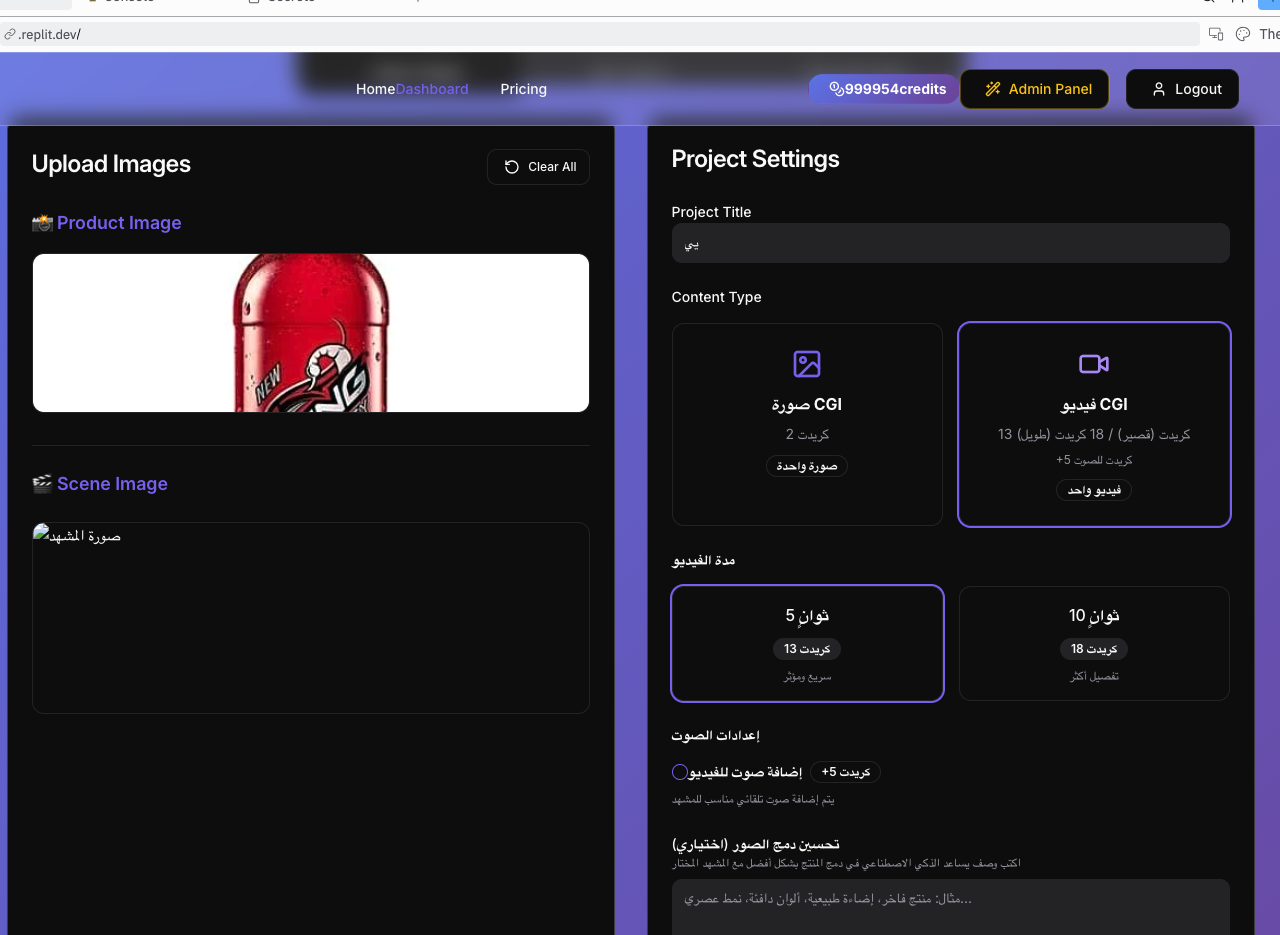 .replit.dev/
The
Home Dashboard Pricing
999954credits
Admin Panel
Logout
Upload Images
Clear All
📸 Product Image
NEW
🎬 Scene Image
صورة المشهد
Project Settings
Project Title
يي
Content Type
صورة CGI
2 كريدت
صورة واحدة
فيديو CGI
13 كريدت (قصير) / 18 كريدت (طويل)
+5 كريدت للصوت
فيديو واحد
مدة الفيديو
5 ثوانٍ
13 كريدت
سريع ومؤثر
10 ثوانٍ
18 كريدت
تفصيل أكثر
إعدادات الصوت
إضافة صوت للفيديو
+5 كريدت
يتم إضافة صوت تلقائي مناسب للمشهد
تحسين دمج الصور (اختياري)
اكتب وصف يساعد الذكي الاصطناعي في دمج المنتج بشكل أفضل مع المشهد المختار
مثال: منتج فاخر، إضاءة طبيعية، ألوان دافئة، نمط عصري...